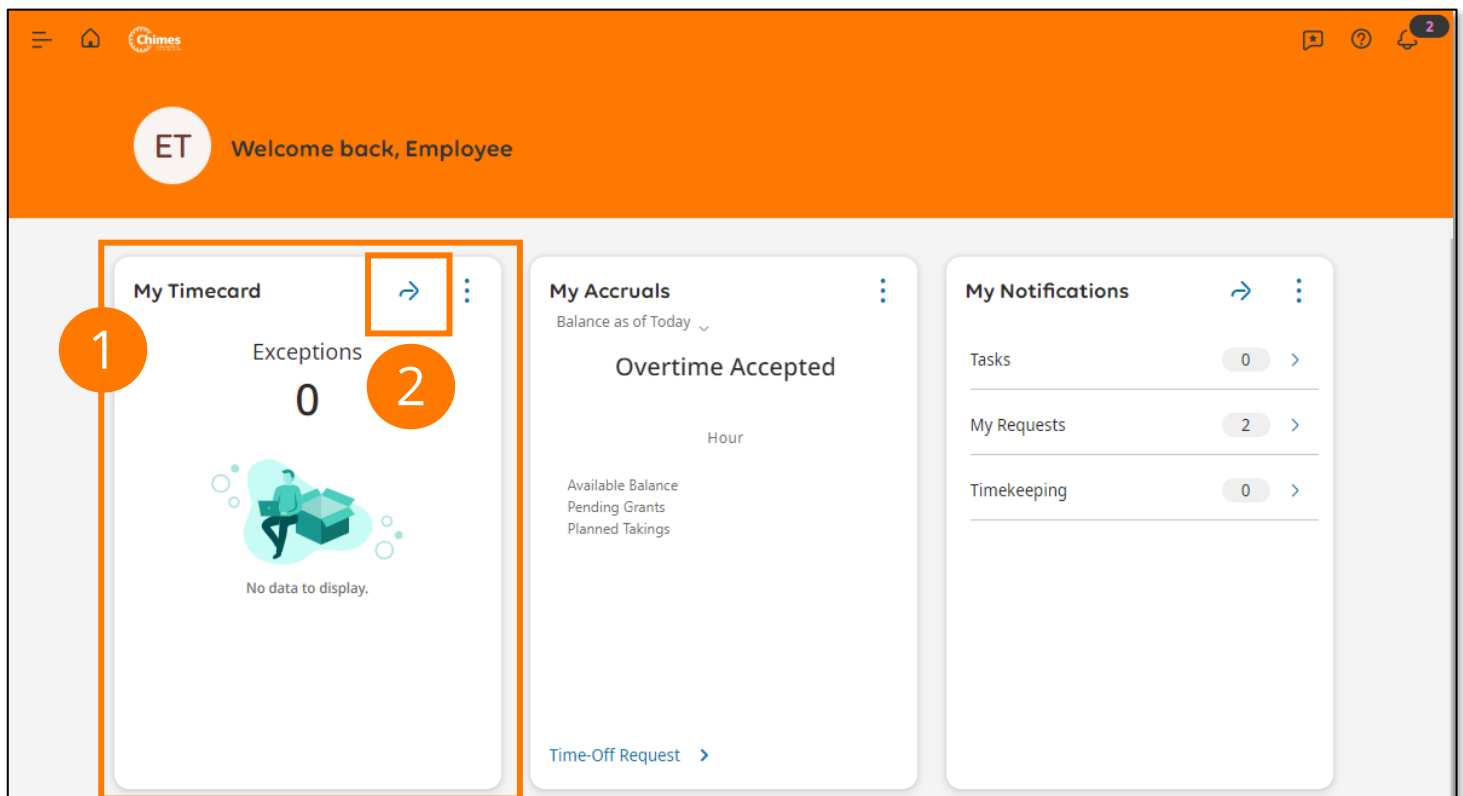 Chimes
2
ET
Welcome back, Employee
My Timecard
1
2
Exceptions
0
No data to display.
My Accruals
Balance as of Today
Overtime Accepted
Hour
Available Balance
Pending Grants
Planned Takings
Time-Off Request
My Notifications
Tasks 0
My Requests 2
Timekeeping 0